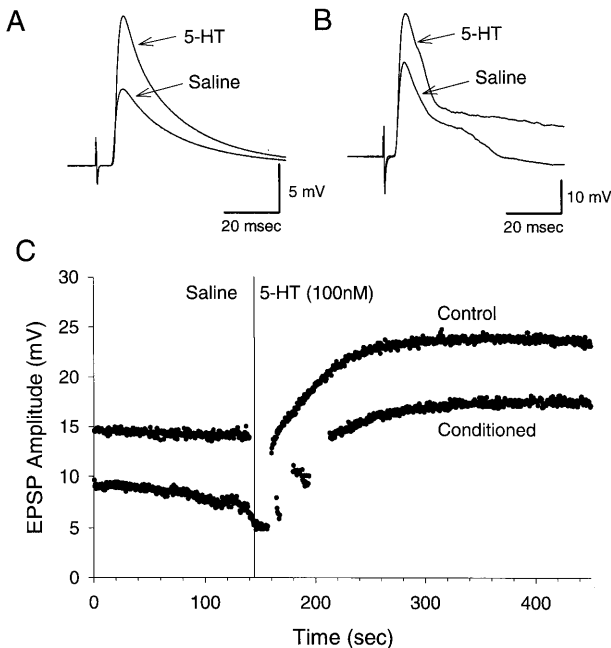 A
5-HT
Saline
5 mV
20 msec
B
5-HT
Saline
10 mV
20 msec
C
Saline
5-HT (100nM)
Control
Conditioned
EPSP Amplitude (mV)
30
25
20
15
10
5
0
0
100
200
300
400
Time (sec)